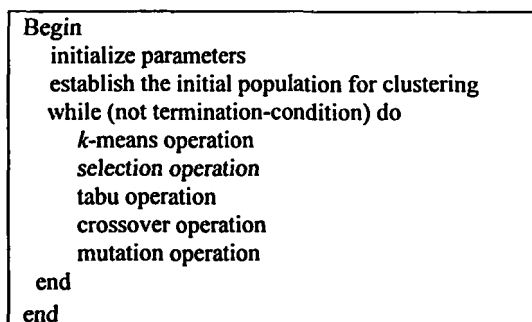 Begin
initialize parameters
establish the initial population for clustering
while (not termination-condition) do
k-means operation
selection operation
tabu operation
crossover operation
mutation operation
end
end